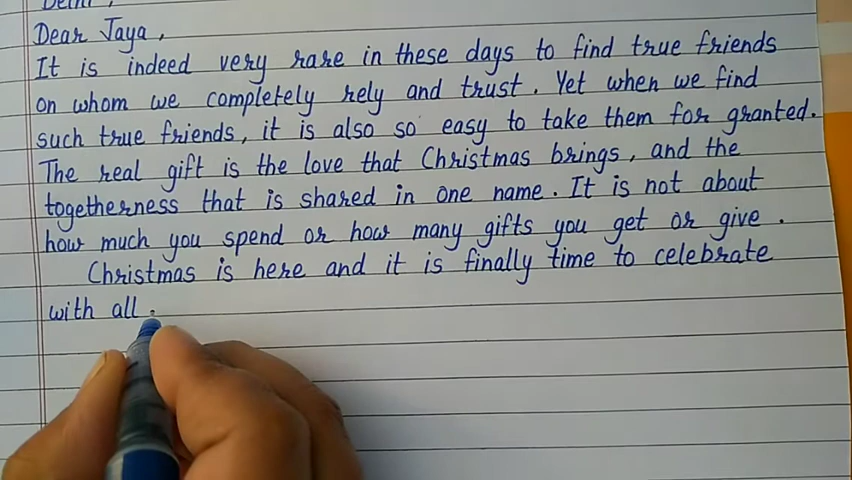 Delhi,
Dear Jaya,
It is indeed very rare in these days to find true friends
on whom we completely rely and trust. Yet when we find
such true friends, it is also so easy to take them for granted.
The real gift is the love that Christmas brings, and the
togetherness that is shared in one name. It is not about
how much you spend or how many gifts you get or give.
Christmas is here and it is finally time to celebrate
with all.